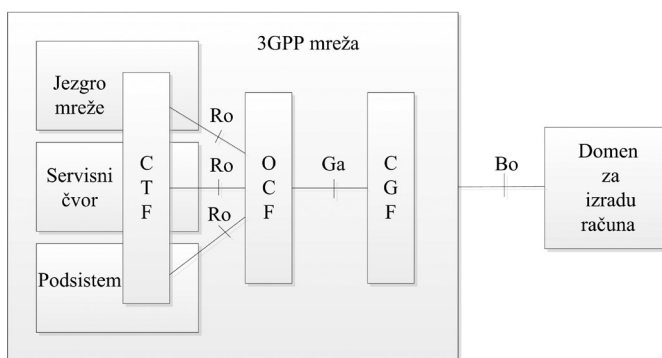 3GPP mreža
Jezgro
mreže
Servisni
čvor
Podsistem
C
T
F
Ro
Ro
Ro
O
C
F
Ga
C
G
F
Bo
Domen
za
izradu
računa